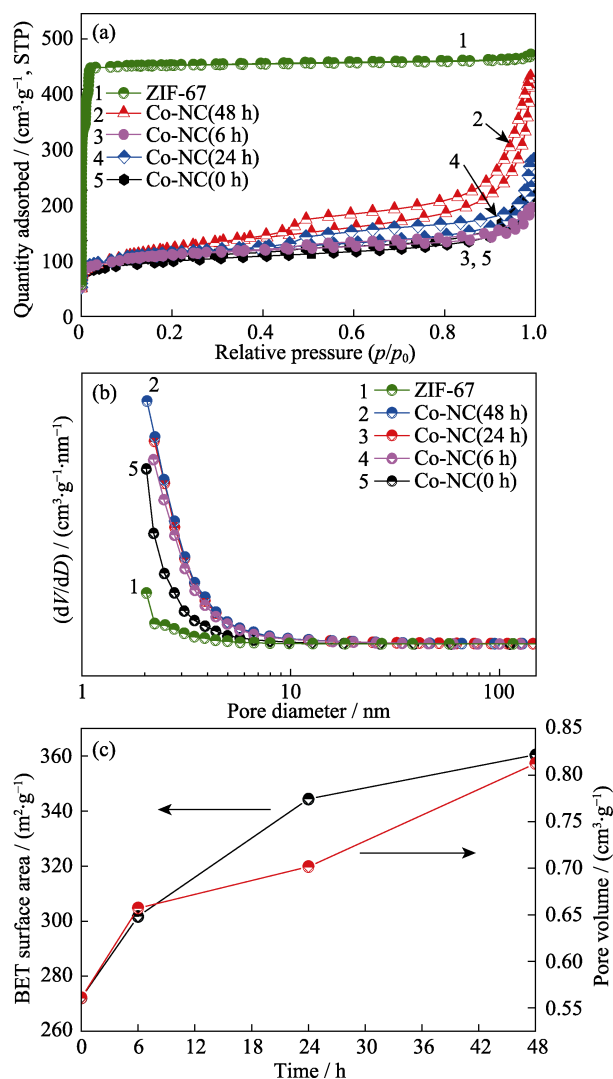 (a)
1
1 ZIF-67
2 Co-NC(48 h)
3 Co-NC(6 h)
4 Co-NC(24 h)
5 Co-NC(0 h)
2
4
3, 5
500
400
300
200
100
0
0 0.2 0.4 0.6 0.8 1.0
Quantity adsorbed / (cm³·g⁻¹, STP)
Relative pressure (p/p₀)
(b)
2
5
1
1 ZIF-67
2 Co-NC(48 h)
3 Co-NC(24 h)
4 Co-NC(6 h)
5 Co-NC(0 h)
(dV/dD) / (cm³·g⁻¹·nm⁻¹)
1 10 100
Pore diameter / nm
(c)
360
340
320
300
280
260
0.85
0.80
0.75
0.70
0.65
0.60
0.55
BET surface area / (m²·g⁻¹)
Pore volume / (cm³·g⁻¹)
0 6 12 18 24 30 36 42 48
Time / h